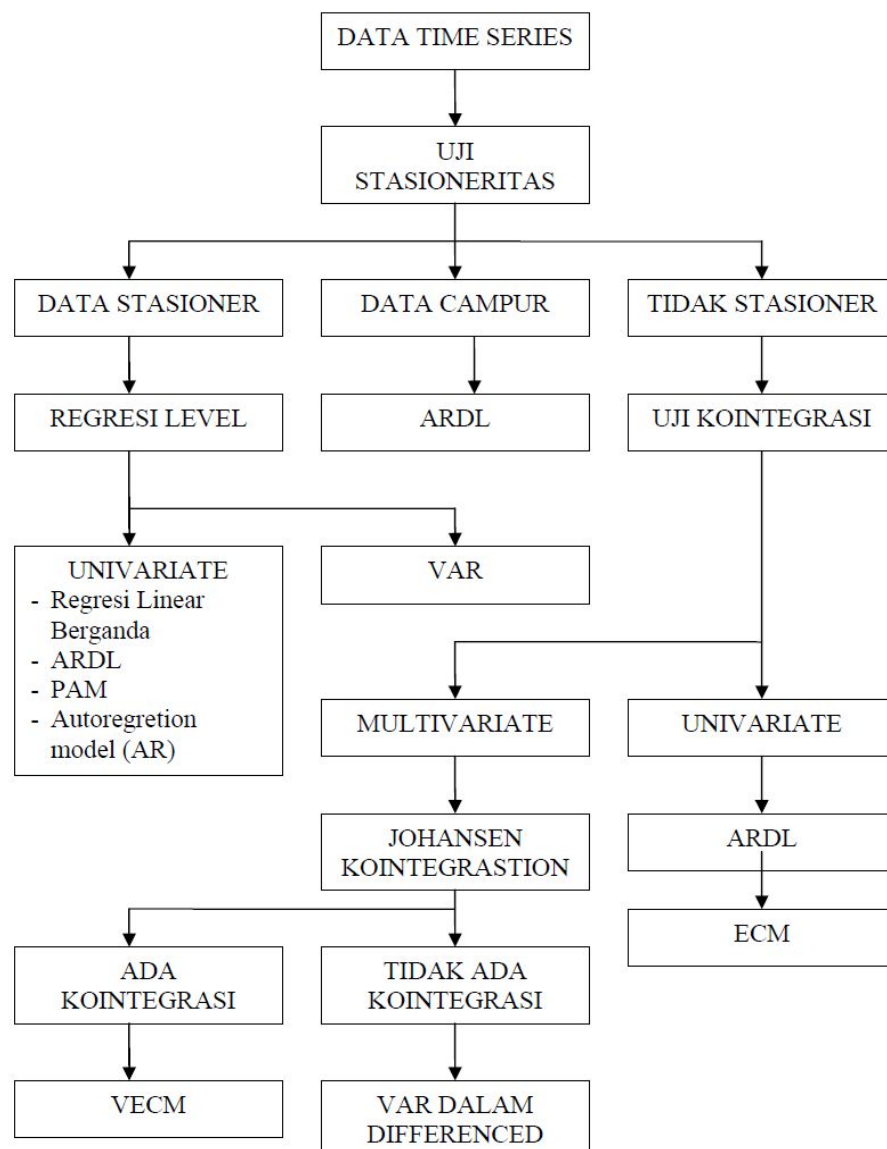 DATA TIME SERIES
UJI
STASIONERITAS
DATA STASIONER
DATA CAMPUR
TIDAK STASIONER
REGRESI LEVEL
ARDL
UJI KOINTEGRASI
UNIVARIATE
- Regresi Linear
Berganda
- ARDL
- PAM
- Autoregretion
model (AR)
VAR
MULTIVARIATE
UNIVARIATE
JOHANSEN
KOINTEGRASTION
ARDL
ECM
ADA
KOINTEGRASI
TIDAK ADA
KOINTEGRASI
VECM
VAR DALAM
DIFFERENCED